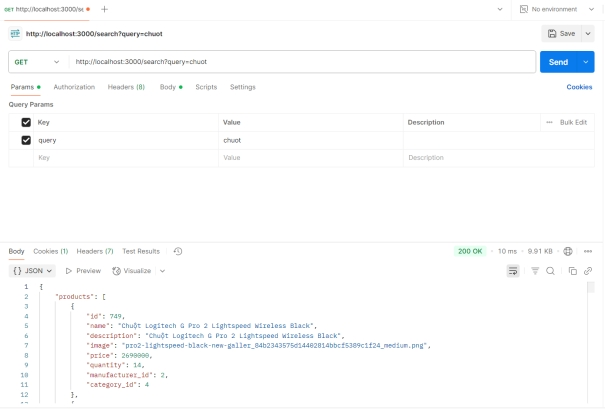 GET http://localhost:3000/se
No environment
http://localhost:3000/search?query=chuot
Save
GET http://localhost:3000/search?query=chuot Send
Params Authorization Headers (8) Body Scripts Settings Cookies
Query Params
Key Value Description Bulk Edit
query chuot
Key Value Description
Body Cookies (1) Headers (7) Test Results 200 OK 10 ms 9.91 KB
{} JSON Preview Visualize
1 {
2 "products": [
3 {
4 "id": 749,
5 "name": "Chuột Logitech G Pro 2 Lightspeed Wireless Black",
6 "description": "Chuột Logitech G Pro 2 Lightspeed Wireless Black",
7 "image": "pro2-lightspeed-black-new-galler_84b2343575d14402814bbcf5389c1f24_medium.png",
8 "price": 2690000,
9 "quantity": 14,
10 "manufacturer_id": 2,
11 "category_id": 4
12 },